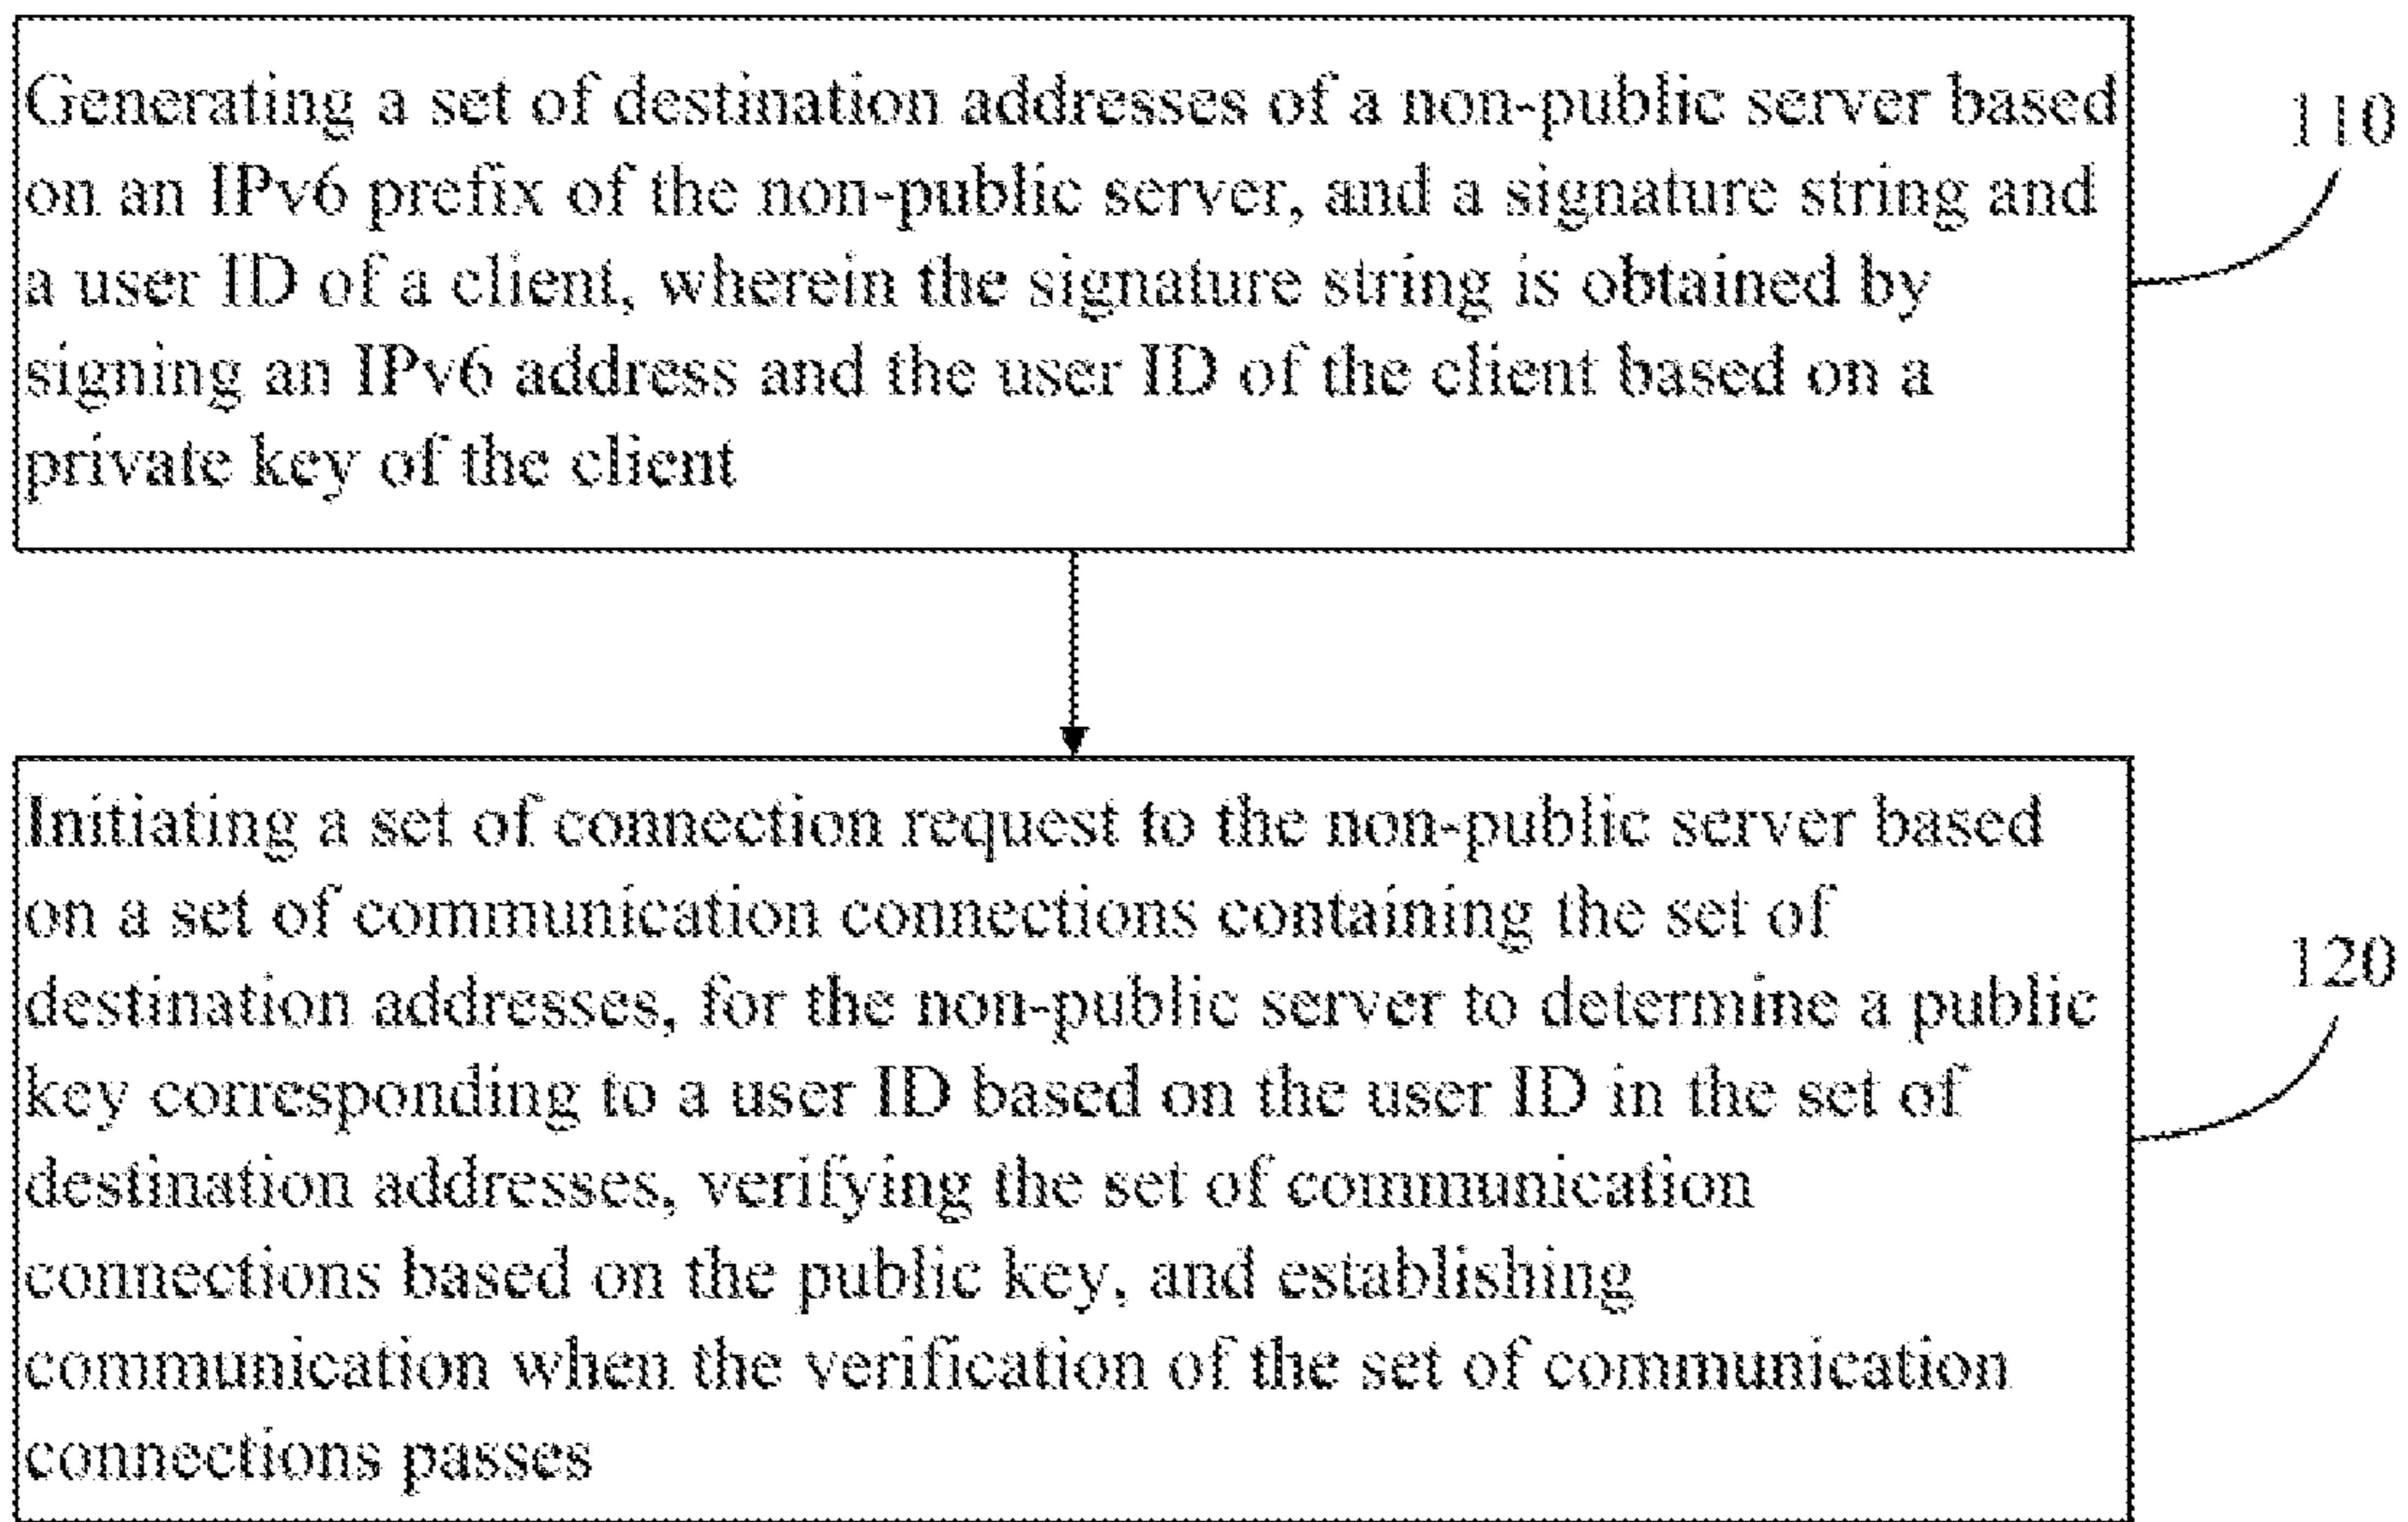 Generating a set of destination addresses of a non-public server based
on an IPv6 prefix of the non-public server, and a signature string and
a user ID of a client, wherein the signature string is obtained by
signing an IPv6 address and the user ID of the client based on a
private key of the client
110
Initiating a set of connection request to the non-public server based
on a set of communication connections containing the set of
destination addresses, for the non-public server to determine a public
key corresponding to a user ID based on the user ID in the set of
destination addresses, verifying the set of communication
connections based on the public key, and establishing
communication when the verification of the set of communication
connections passes
120